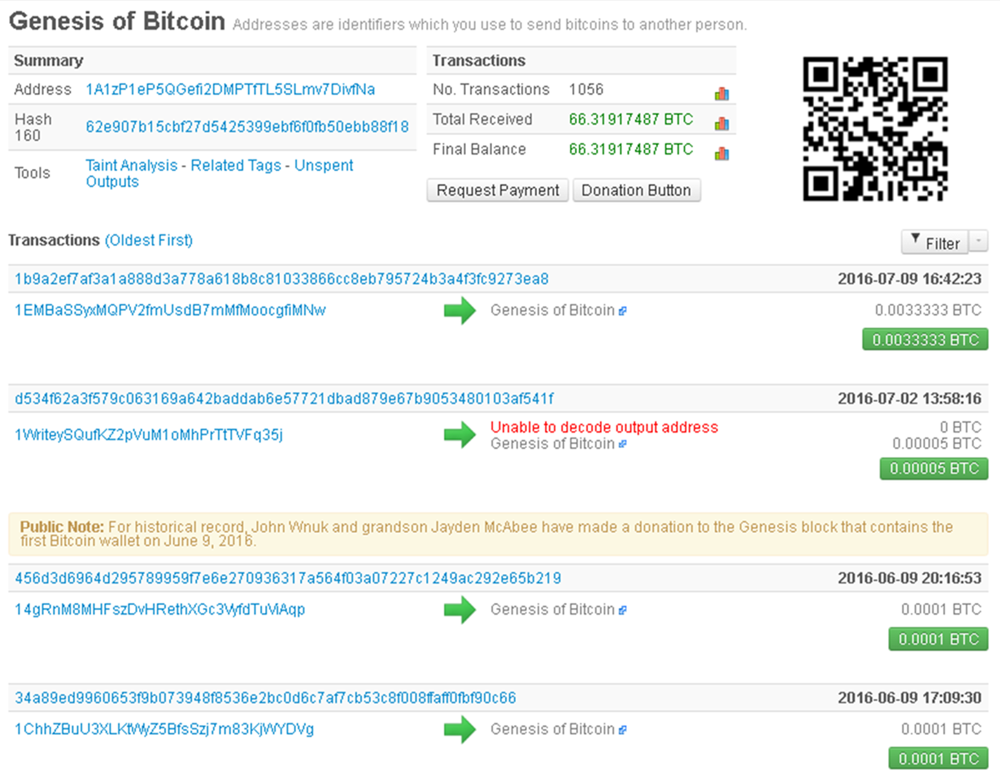 Genesis of Bitcoin Addresses are identifiers which you use to send bitcoins to another person.
Summary
Address 1A1zP1eP5QGefi2DMPTfTL5SLmv7DivfNa
Hash
160
62e907b15cbf27d5425399ebf6f0fb50ebb88f18
Tools
Taint Analysis - Related Tags - Unspent
Outputs
Transactions
No. Transactions 1056
Total Received 66.31917487 BTC
Final Balance 66.31917487 BTC
Request Payment Donation Button
Transactions (Oldest First)
Filter
1b9a2ef7af3a1a888d3a778a618b8c81033866cc8eb795724b3a4f3fc9273ea8 2016-07-09 16:42:23
1EMBaSSyxMQPV2fmUsdB7mMfMoocgfiMNw Genesis of Bitcoin 0.0033333 BTC
0.0033333 BTC
d534f62a3f579c063169a642baddab6e57721dbad879e67b9053480103af541f 2016-07-02 13:58:16
1WriteySQufKZ2pVuM1oMhPrTtTVFq35j
Unable to decode output address 0 BTC
Genesis of Bitcoin 0.00005 BTC
0.00005 BTC
Public Note: For historical record, John Wnuk and grandson Jayden McAbee have made a donation to the Genesis block that contains the
first Bitcoin wallet on June 9, 2016.
456d3d6964d295789959f7e6e270936317a564f03a07227c1249ac292e65b219 2016-06-09 20:16:53
14gRnM8MHFszDvHRethXGc3VyfdTuViAqp Genesis of Bitcoin 0.0001 BTC
0.0001 BTC
34a89ed9960653f9b073948f8536e2bc0d6c7af7cb53c8f008ffaff0fbf90c66 2016-06-09 17:09:30
1ChhZBuU3XLKtWyZ5BfsSzj7m83KjWYDVg Genesis of Bitcoin 0.0001 BTC
0.0001 BTC